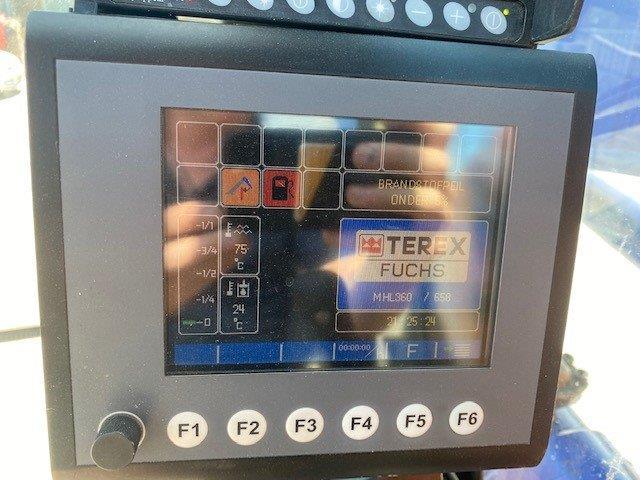 BRANDSTOFPEIL
-1/1
75
°C
-3/4
-1/2
-1/4
-0
24
°C
TEREX
FUCHS
MHL360 / 658
00:00:00
F
F1 F2 F3 F4 F5 F6